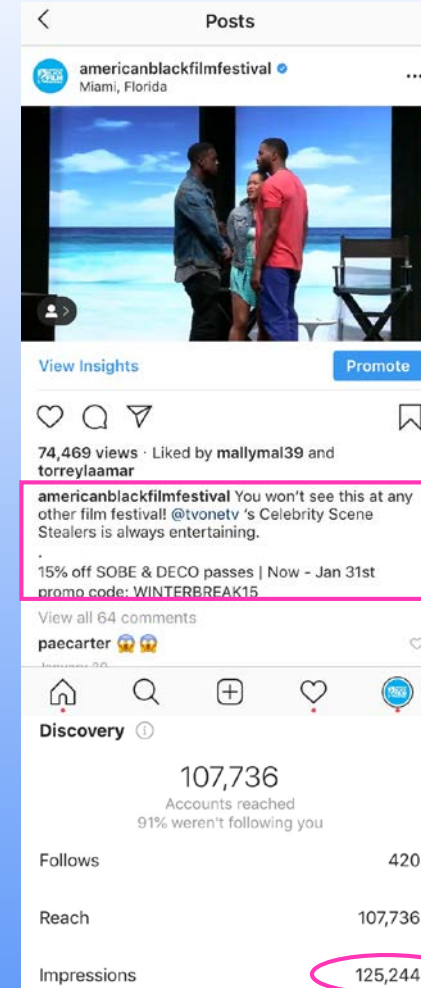 Posts
americanblackfilmfestival
Miami, Florida
View Insights
Promote
74,469 views · Liked by mallymal39 and
torreylaamar
americanblackfilmfestival You won't see this at any
other film festival! @tvonetv 's Celebrity Scene
Stealers is always entertaining.
.
15% off SOBE & DECO passes | Now - Jan 31st
promo code: WINTERBREAK15
View all 64 comments
paecarter 😱 😱
Discovery
107,736
Accounts reached
91% weren't following you
Follows 420
Reach 107,736
Impressions 125,244